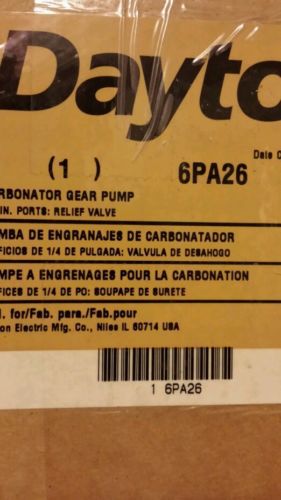 Dayto
Date C
(1 ) 6PA26
RBONATOR GEAR PUMP
IN. PORTS: RELIEF VALVE
MBA DE ENGRANAJES DE CARBONATADOR
FICIOS DE 1/4 DE PULGADA: VALVULA DE DESAHOGO
MPE A ENGRENAGES POUR LA CARBONATION
FICES DE 1/4 DE PO: SOUPAPE DE SURETE
. for/Fab. para./Fab.pour
on Electric Mfg. Co., Niles IL 60714 USA
1 6PA26